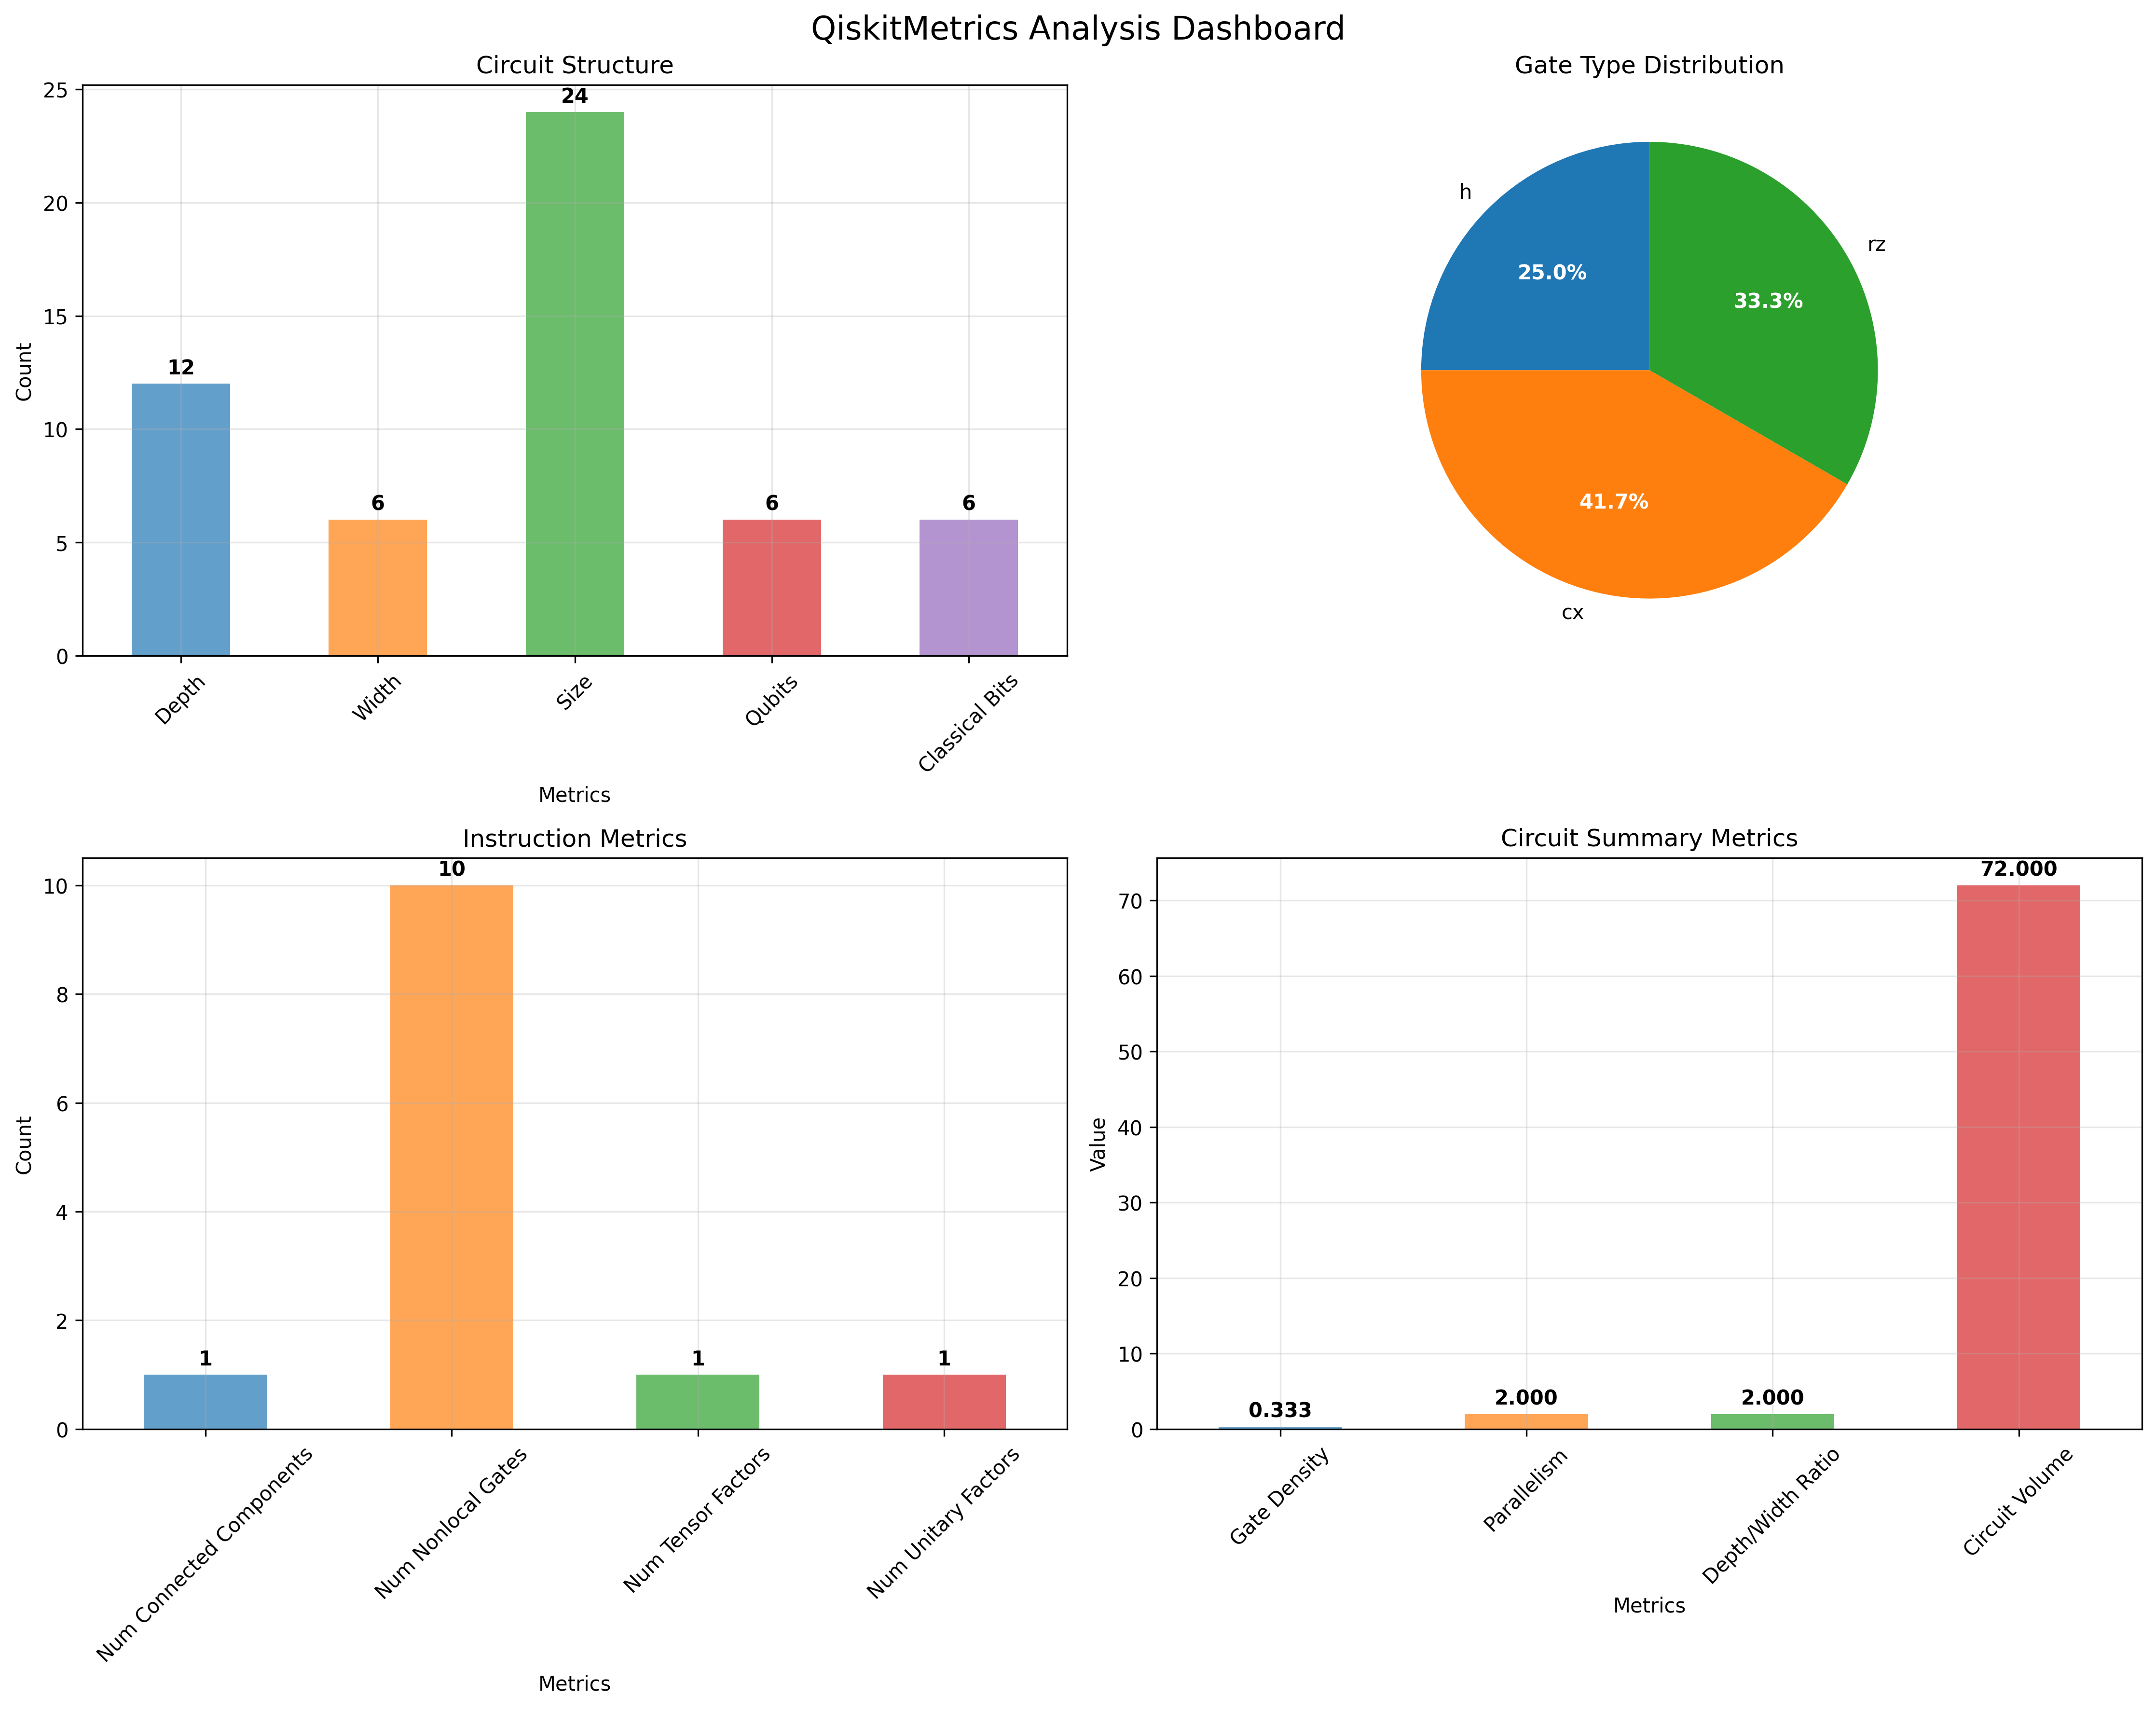 QiskitMetrics Analysis Dashboard
Circuit Structure
25
20
15
10
5
0
Count
12
6
24
6
6
Depth
Width
Size
Qubits
Classical Bits
Metrics
Gate Type Distribution
h
25.0%
rz
33.3%
41.7%
cx
Instruction Metrics
10
8
6
4
2
0
Count
1
10
1
1
Num Connected Components
Num Nonlocal Gates
Num Tensor Factors
Num Unitary Factors
Metrics
Circuit Summary Metrics
70
60
50
40
30
20
10
0
Value
0.333
2.000
2.000
72.000
Gate Density
Parallelism
Depth/Width Ratio
Circuit Volume
Metrics